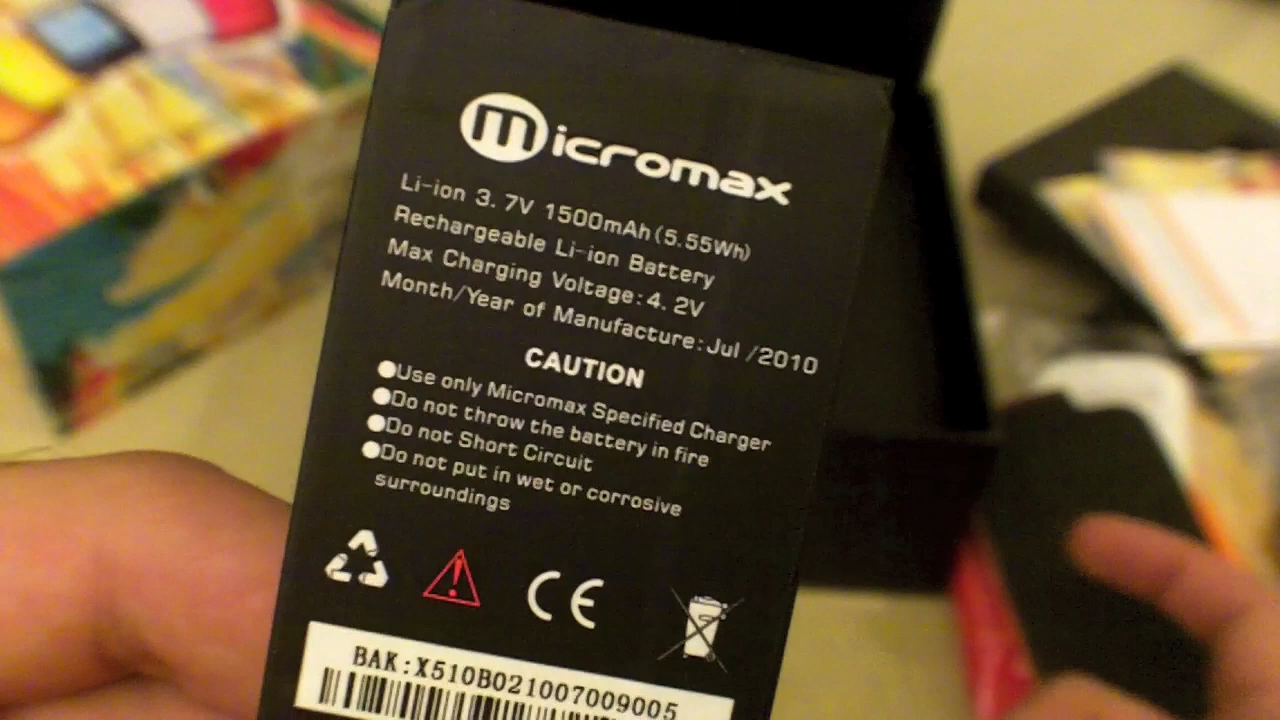 micromax
Li-ion 3.7V 1500mAh(5.55Wh)
Rechargeable Li-ion Battery
Max Charging Voltage:4.2V
Month/Year of Manufacture:Jul /2010
CAUTION
●Use only Micromax Specified Charger
●Do not throw the battery in fire
●Do not Short Circuit
●Do not put in wet or corrosive
surroundings
CE
BAK:X510B021007009005